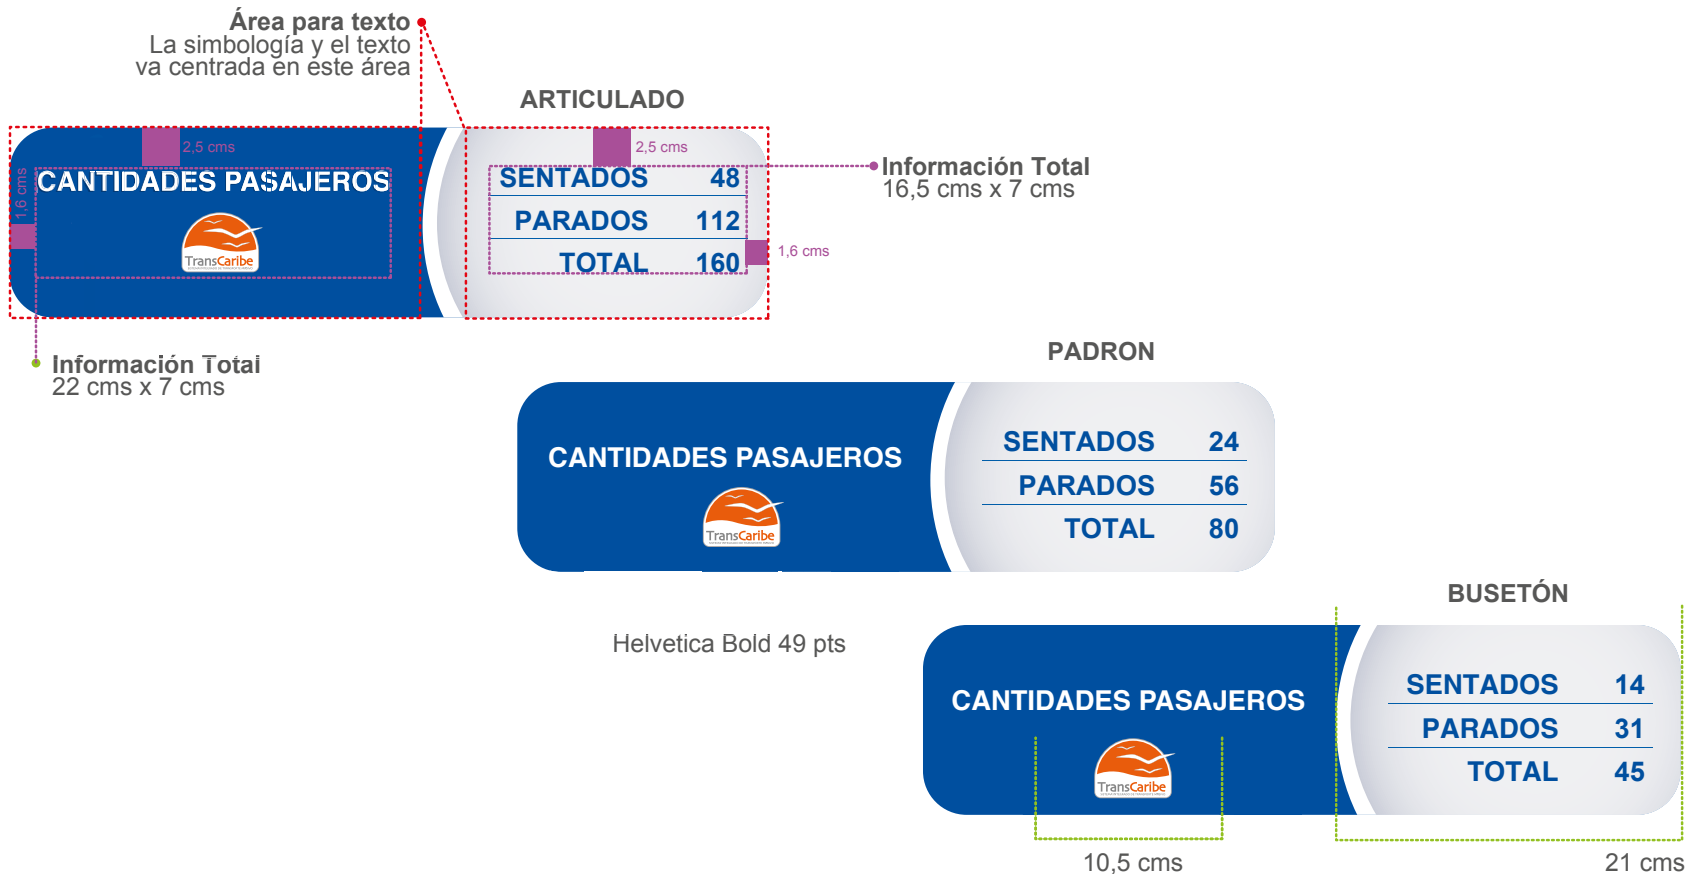 Área para texto
La simbología y el texto
va centrada en este área
ARTICULADO
2,5 cms
2,5 cms
1,6 cms
CANTIDADES PASAJEROS
TransCaribe
SENTADOS 48
PARADOS 112
TOTAL 160
1,6 cms
Información Total
16,5 cms x 7 cms
Información Total
22 cms x 7 cms
PADRON
CANTIDADES PASAJEROS
TransCaribe
SENTADOS 24
PARADOS 56
TOTAL 80
Helvetica Bold 49 pts
BUSETÓN
CANTIDADES PASAJEROS
TransCaribe
SENTADOS 14
PARADOS 31
TOTAL 45
10,5 cms
21 cms